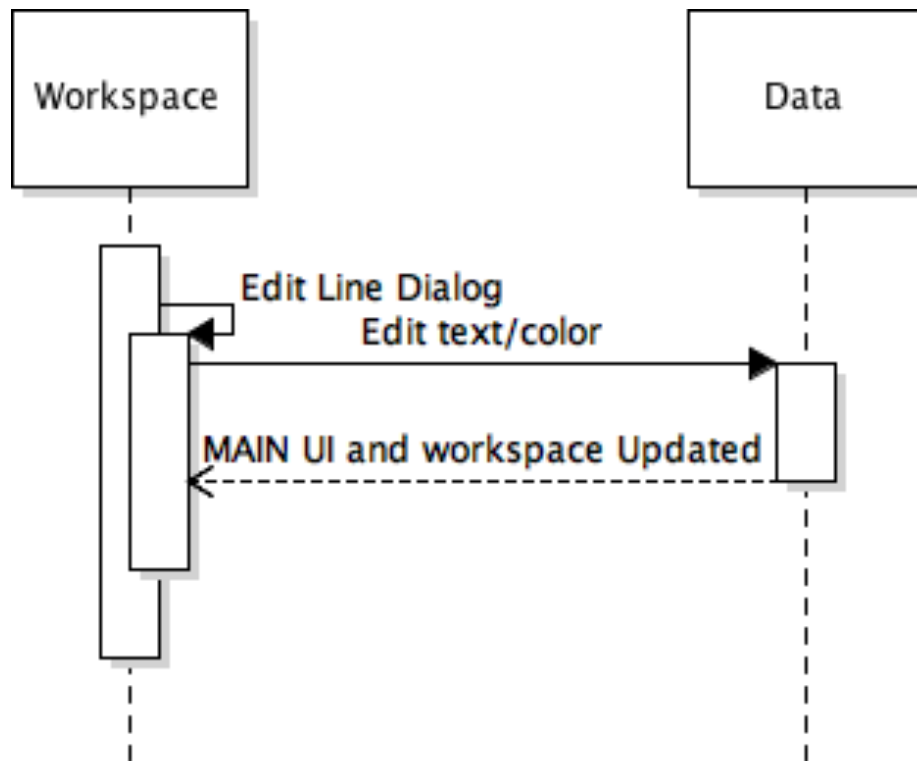 Workspace
Data
Edit Line Dialog
Edit text/color
MAIN UI and workspace Updated